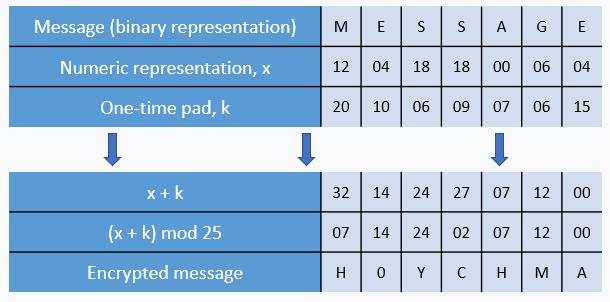 Message (binary representation) M E S S A G E
Numeric representation, x 12 04 18 18 00 06 04
One-time pad, k 20 10 06 09 07 06 15
x + k 32 14 24 27 07 12 00
(x + k) mod 25 07 14 24 02 07 12 00
Encrypted message H 0 Y C H M A